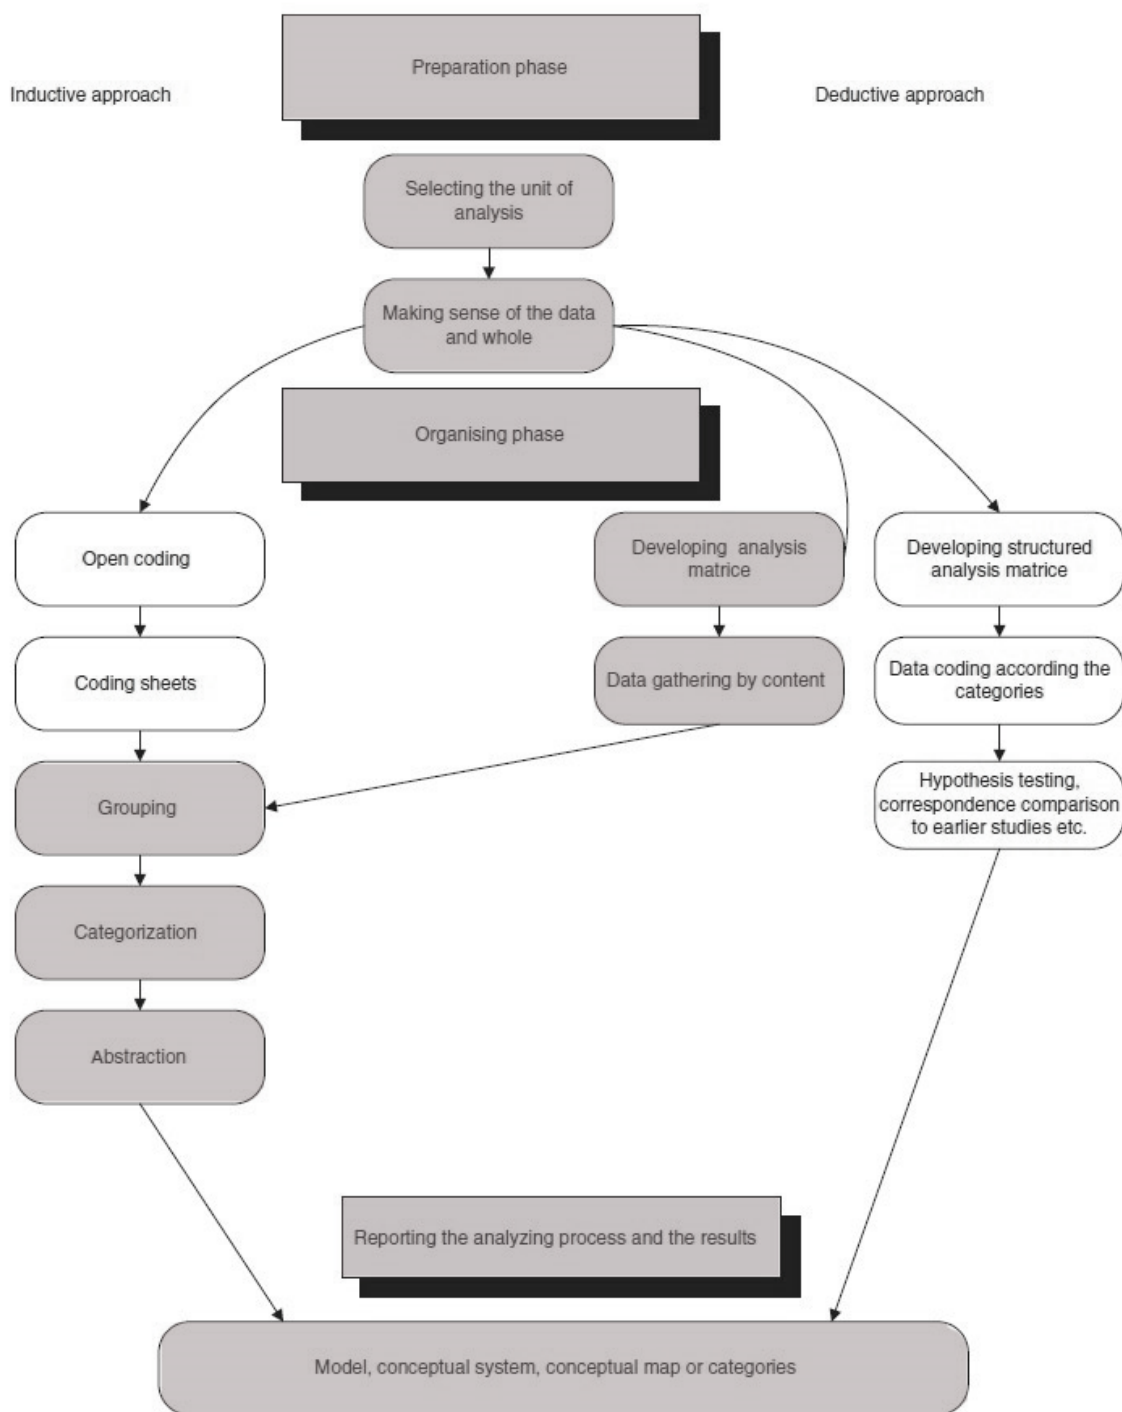 Preparation phase
Inductive approach
Deductive approach
Selecting the unit of
analysis
Making sense of the data
and whole
Organising phase
Open coding
Developing analysis
matrice
Developing structured
analysis matrice
Coding sheets
Data gathering by content
Data coding according the
categories
Grouping
Hypothesis testing,
correspondence comparison
to earlier studies etc.
Categorization
Abstraction
Reporting the analyzing process and the results
Model, conceptual system, conceptual map or categories